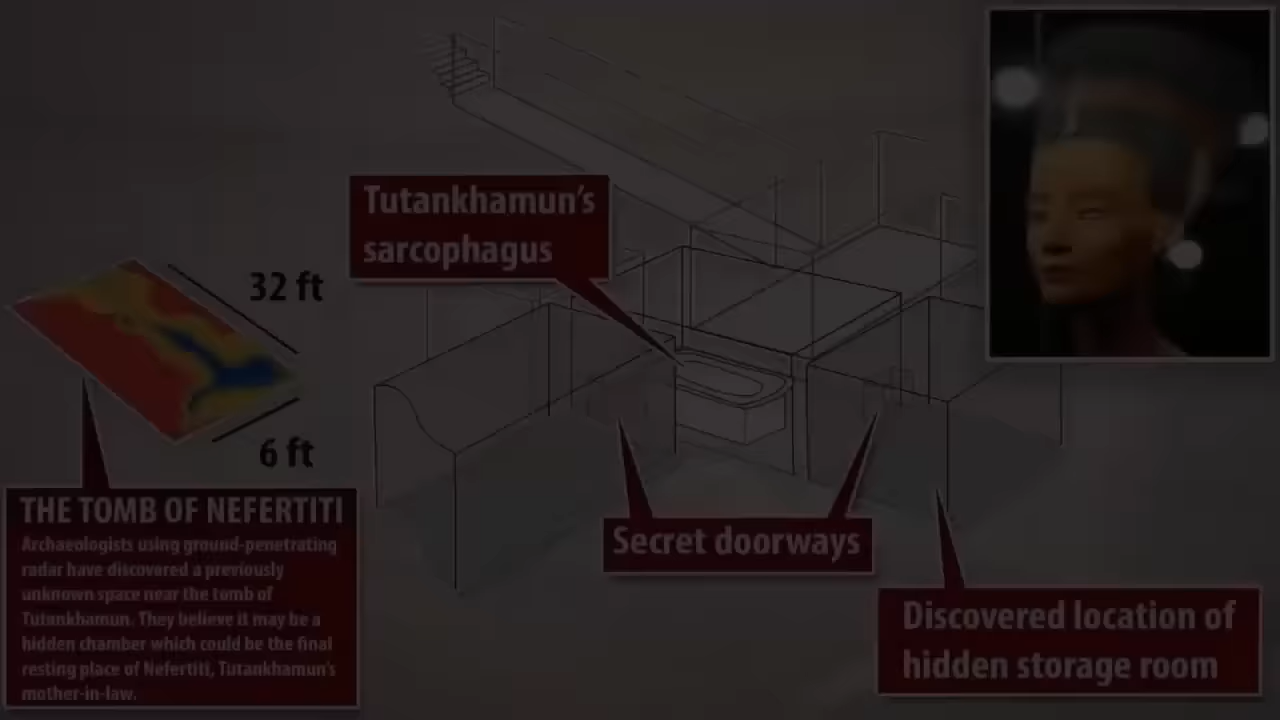 Tutankhamun's
sarcophagus
32 ft
6 ft
THE TOMB OF NEFERTITI
Archaeologists using ground-penetrating
radar have discovered a previously
unknown space near the tomb of
Tutankhamun. They believe it may be a
hidden chamber which could be the final
resting place of Nefertiti, Tutankhamun's
mother-in-law.
Secret doorways
Discovered location of
hidden storage room